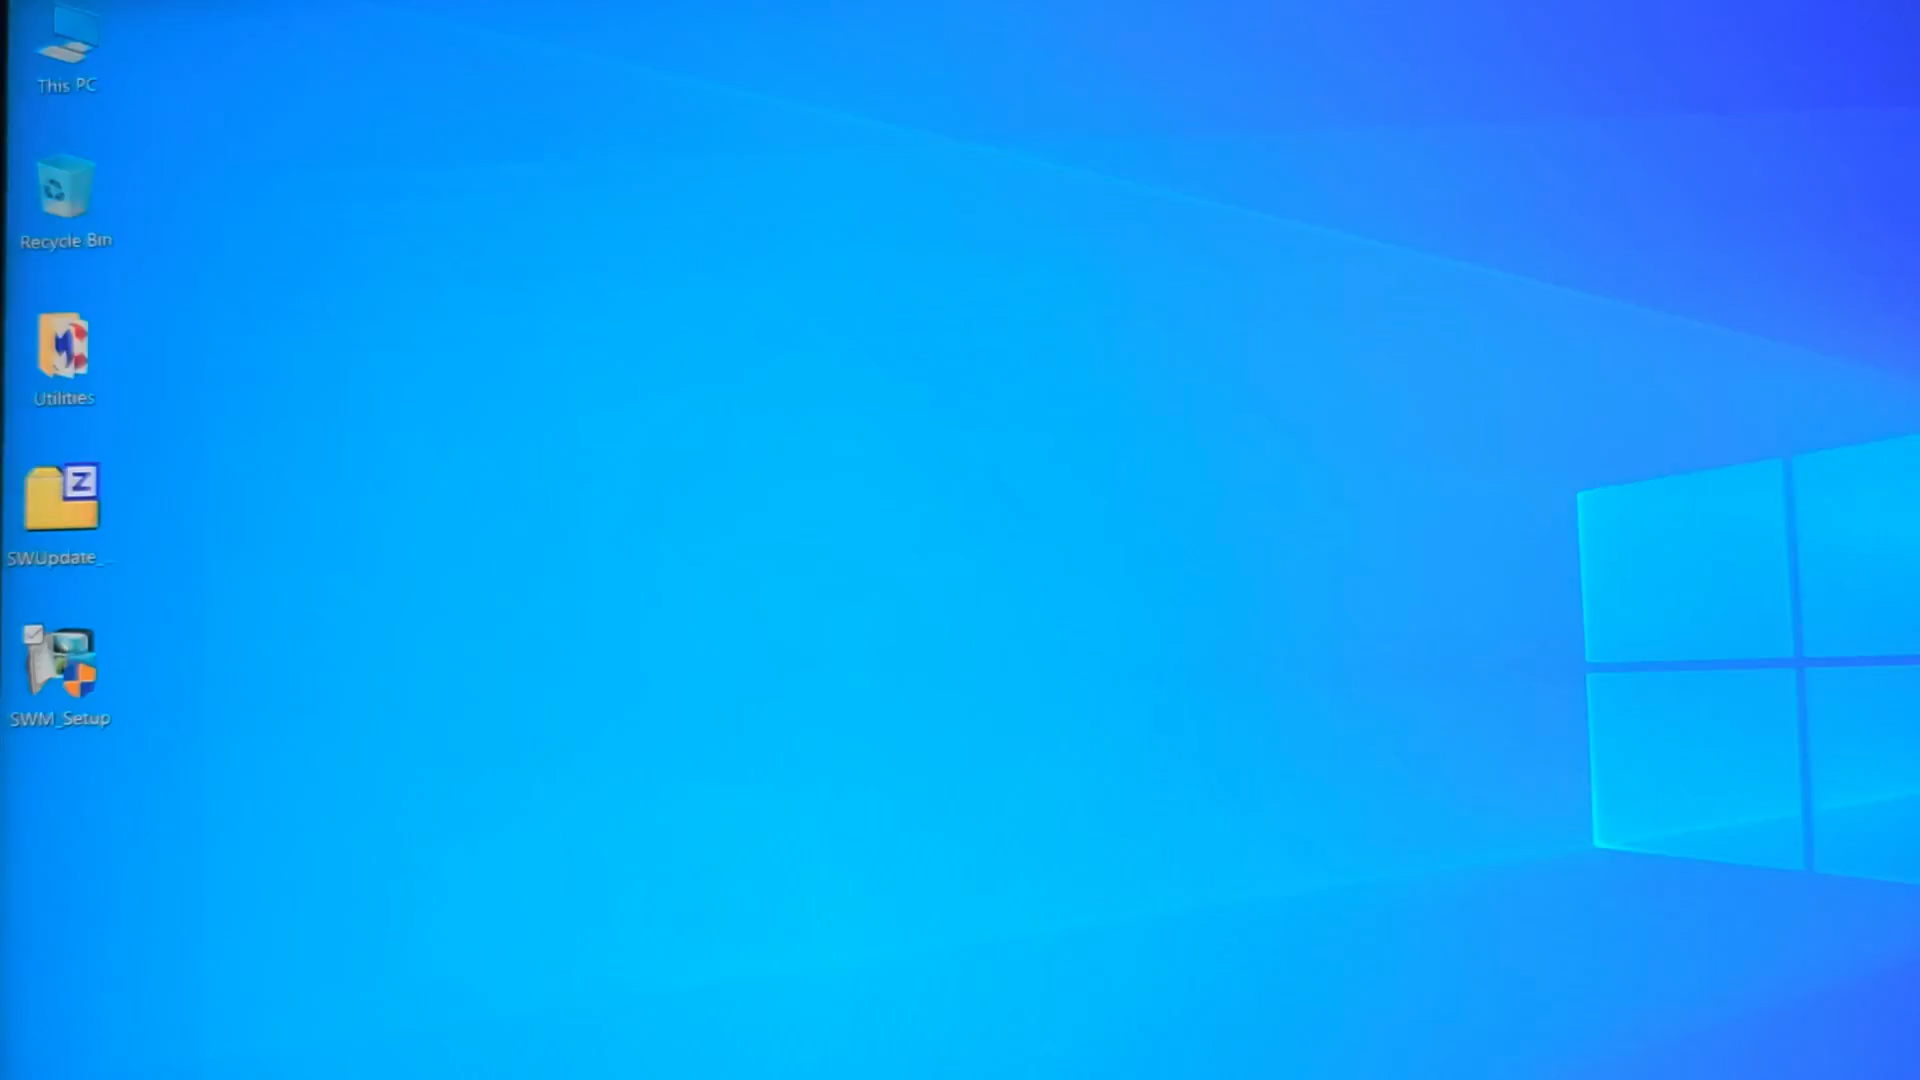 This PC
Recycle Bin
Utilities
Z
SWUpdate_...
SWM_Setup